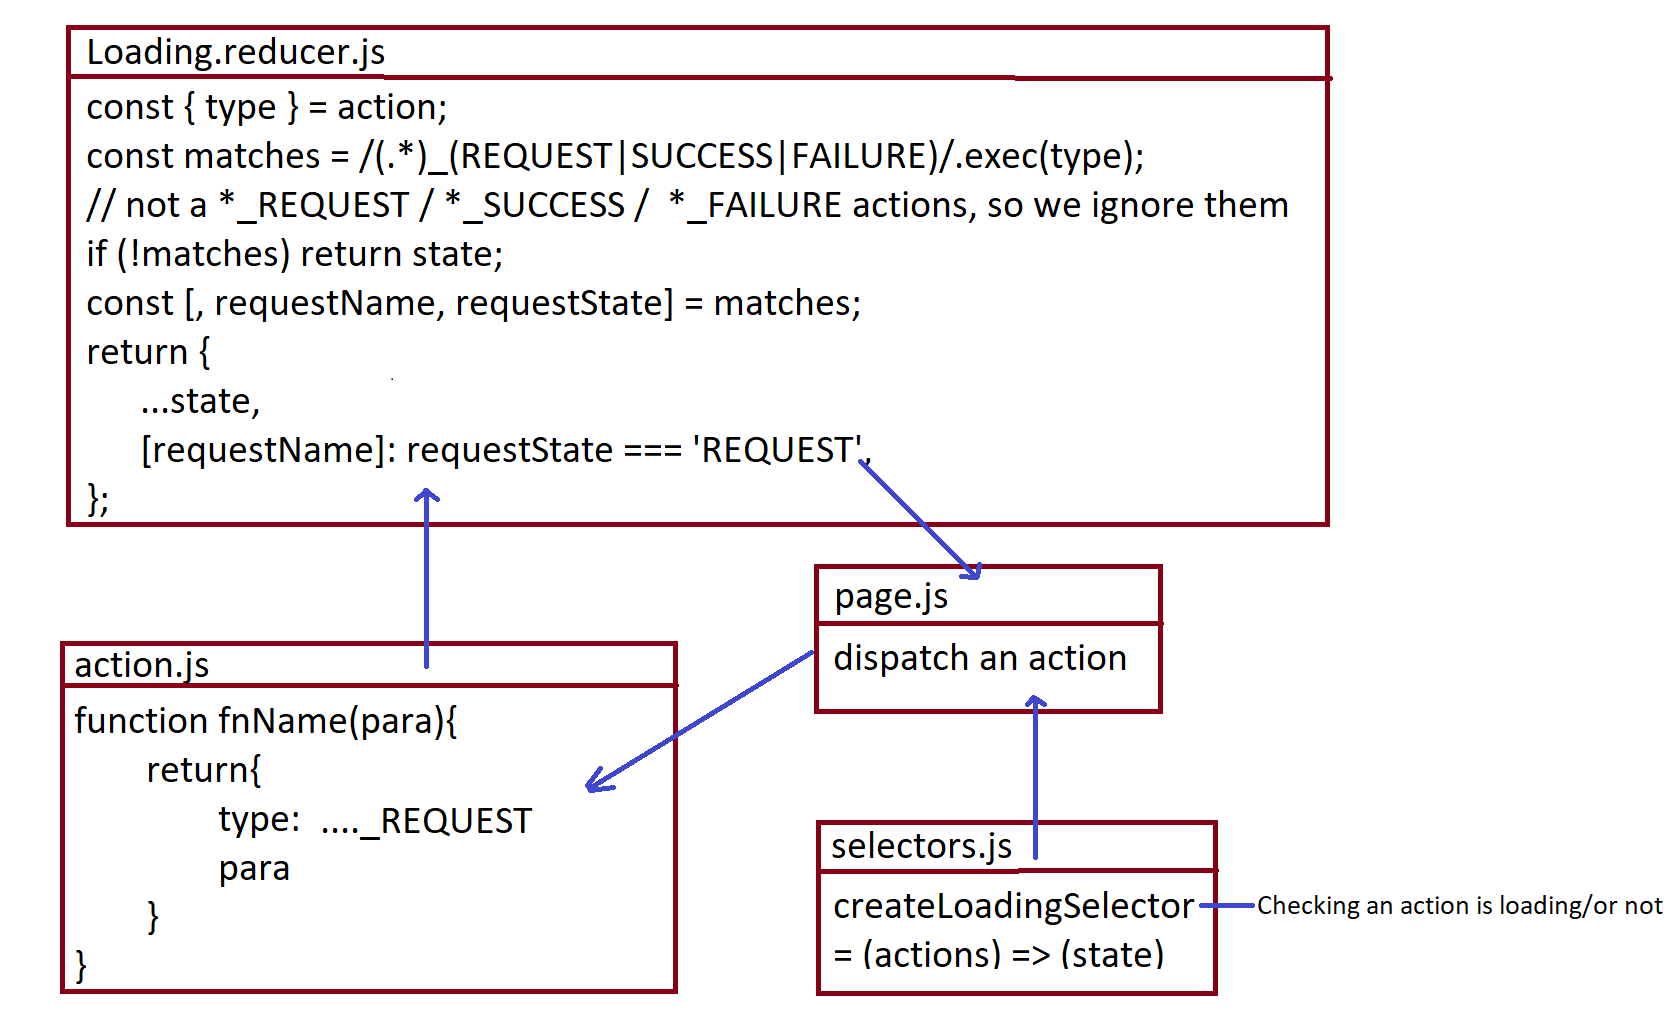 Loading.reducer.js
const { type } = action;
const matches = /(.*)_(REQUEST|SUCCESS|FAILURE)/.exec(type);
// not a *_REQUEST / *_SUCCESS /  *_FAILURE actions, so we ignore them
if (!matches) return state;
const [, requestName, requestState] = matches;
return {
...state,
[requestName]: requestState === 'REQUEST',
};
page.js
dispatch an action
action.js
function fnName(para){
return{
type:  ...._REQUEST
para
}
}
selectors.js
createLoadingSelector
= (actions) => (state)
Checking an action is loading/or not